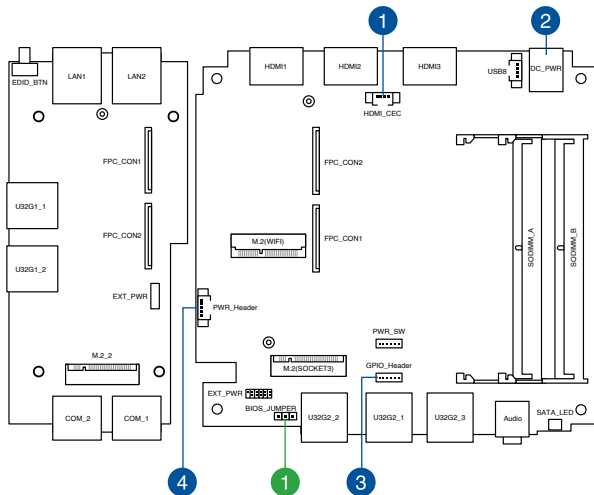 1
2
EDID_BTN
LAN1
LAN2
HDMI1
HDMI2
HDMI3
USB8
DC_PWR
HDMI_CEC
FPC_CON1
FPC_CON2
U32G1_1
FPC_CON2
FPC_CON1
M.2(WIFI)
SODIMM_A
SODIMM_B
U32G1_2
EXT_PWR
PWR_Header
PWR_SW
M.2_2
M.2(SOCKET3)
GPIO_Header
EXT_PWR
BIOS_JUMPER
COM_2
COM_1
U32G2_2
U32G2_1
U32G2_3
Audio
SATA_LED
4
1
3